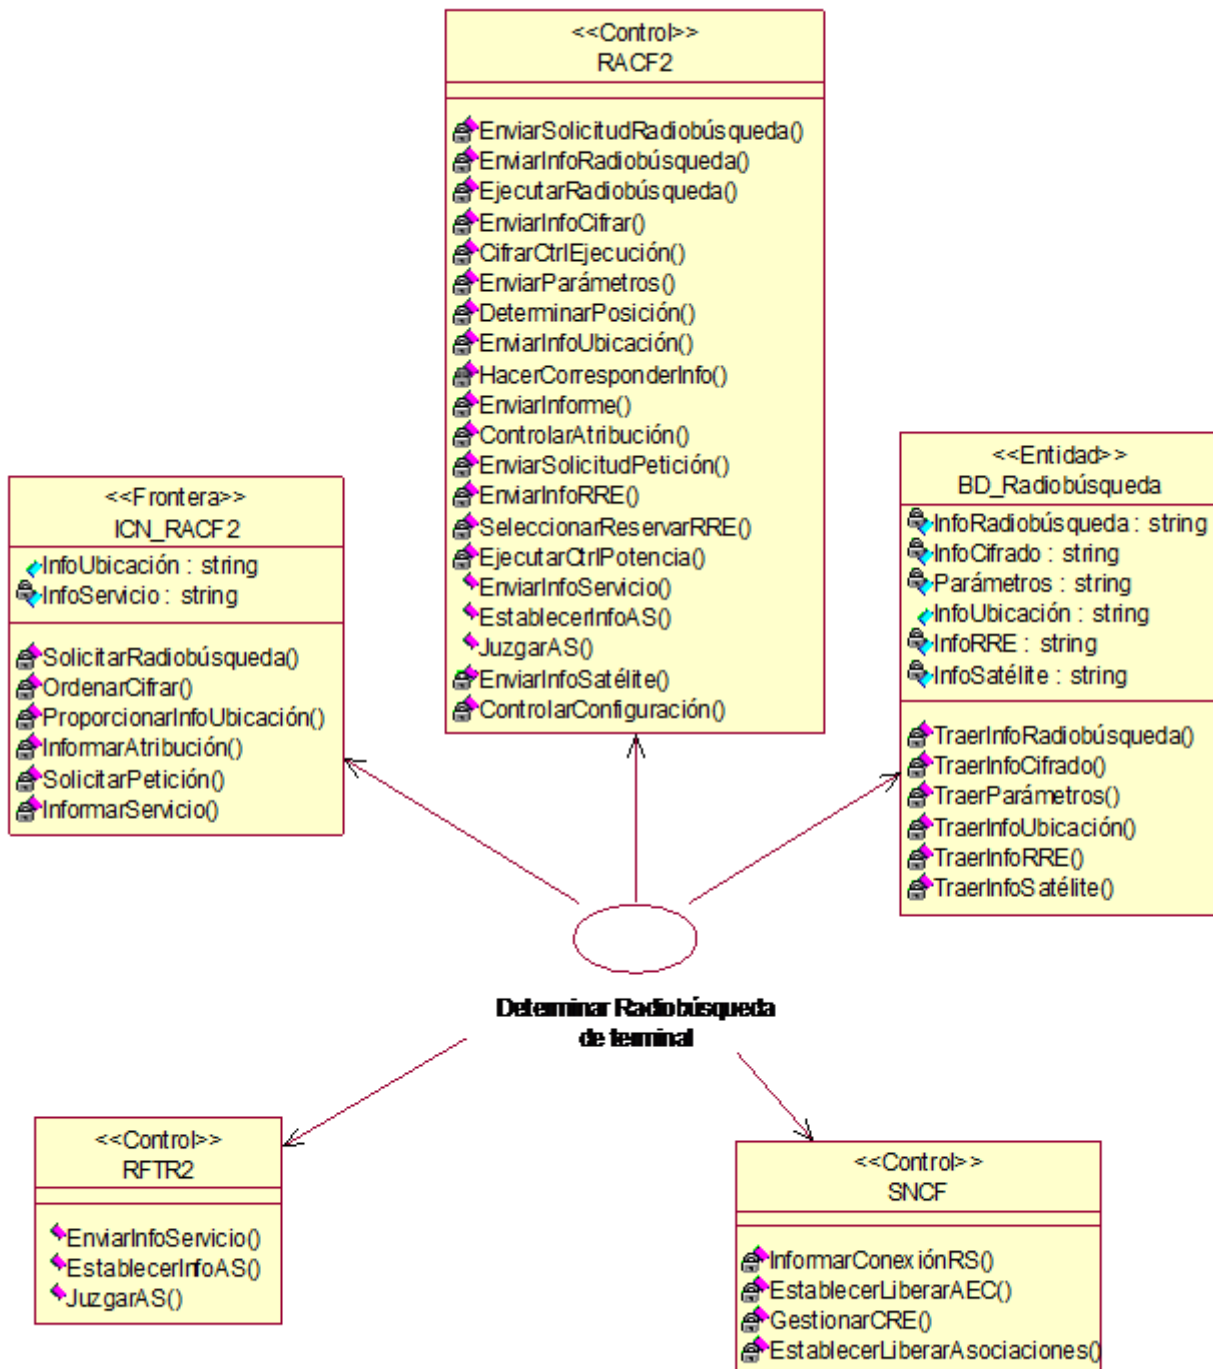 <<Control>>
RACF2
EnviarSolicitudRadiobúsqueda()
EnviarInfoRadiobúsqueda()
EjecutarRadiobúsqueda()
EnviarInfoCifrar()
CifrarCtrlEjecución()
EnviarParámetros()
DeterminarPosición()
EnviarInfoUbicación()
HacerCorresponderInfo()
EnviarInforme()
ControlarAtribución()
EnviarSolicitudPetición()
EnviarInfoRRE()
SeleccionarReservarRRE()
EjecutarCtrlPotencia()
EnviarInfoServicio()
EstablecerInfoAS()
JuzgarAS()
EnviarInfoSatélite()
ControlarConfiguración()
<<Frontera>>
ICN_RACF2
InfoUbicación : string
InfoServicio : string
SolicitarRadiobúsqueda()
OrdenarCifrar()
ProporcionarInfoUbicación()
InformarAtribución()
SolicitarPetición()
InformarServicio()
<<Entidad>>
BD_Radiobúsqueda
InfoRadiobúsqueda : string
InfoCifrado : string
Parámetros : string
InfoUbicación : string
InfoRRE : string
InfoSatélite : string
TraerInfoRadiobúsqueda()
TraerInfoCifrado()
TraerParámetros()
TraerInfoUbicación()
TraerInfoRRE()
TraerInfoSatélite()
Determinar Radiobúsqueda
de terminal
<<Control>>
RFTR2
EnviarInfoServicio()
EstablecerInfoAS()
JuzgarAS()
<<Control>>
SNCF
InformarConexiónRS()
EstablecerLiberarAEC()
GestionarCRE()
EstablecerLiberarAsociaciones()